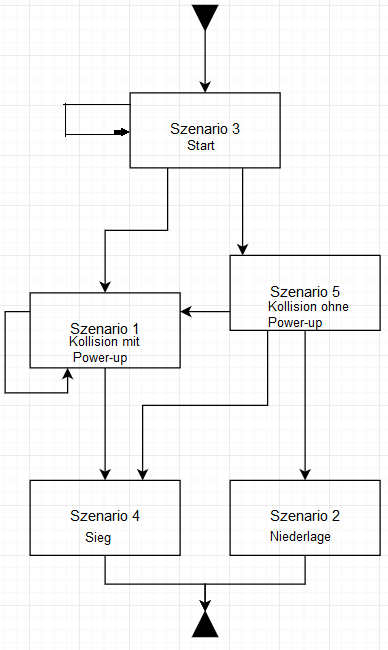 Szenario 3
Start
Szenario 5
Kollision ohne
Power-up
Szenario 1
Kollision mit
Power-up
Szenario 4
Sieg
Szenario 2
Niederlage